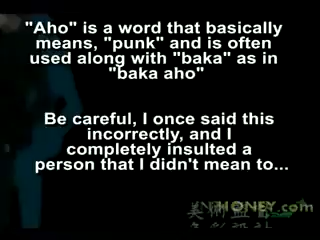 "Aho" is a word that basically
means, "punk" and is often
used along with "baka" as in
"baka aho"
Be careful, I once said this
incorrectly, and I
completely insulted a
person that I didn't mean to...
HONEY.com